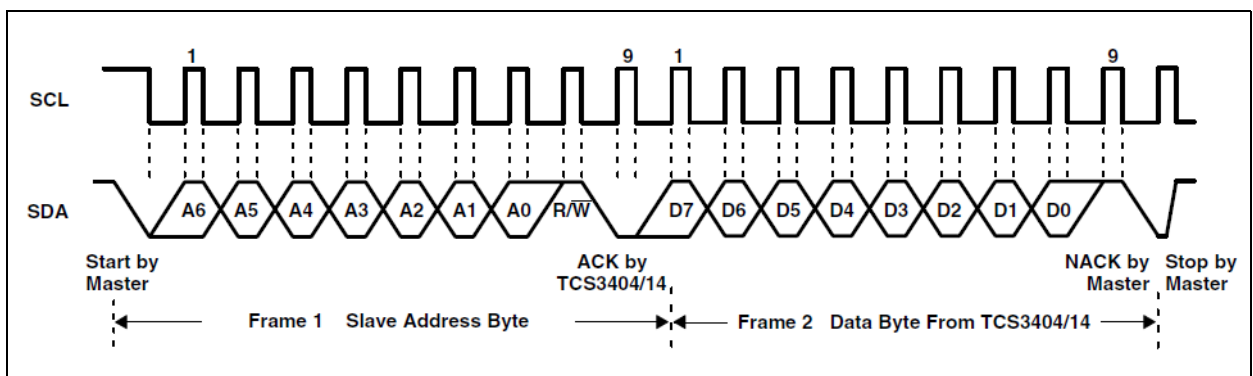 1 9 1 9
SCL
SDA A6 A5 A4 A3 A2 A1 A0 R/W D7 D6 D5 D4 D3 D2 D1 D0
Start by
Master
ACK by
TCS3404/14
NACK by
Master
Stop by
Master
Frame 1 Slave Address Byte
Frame 2 Data Byte From TCS3404/14